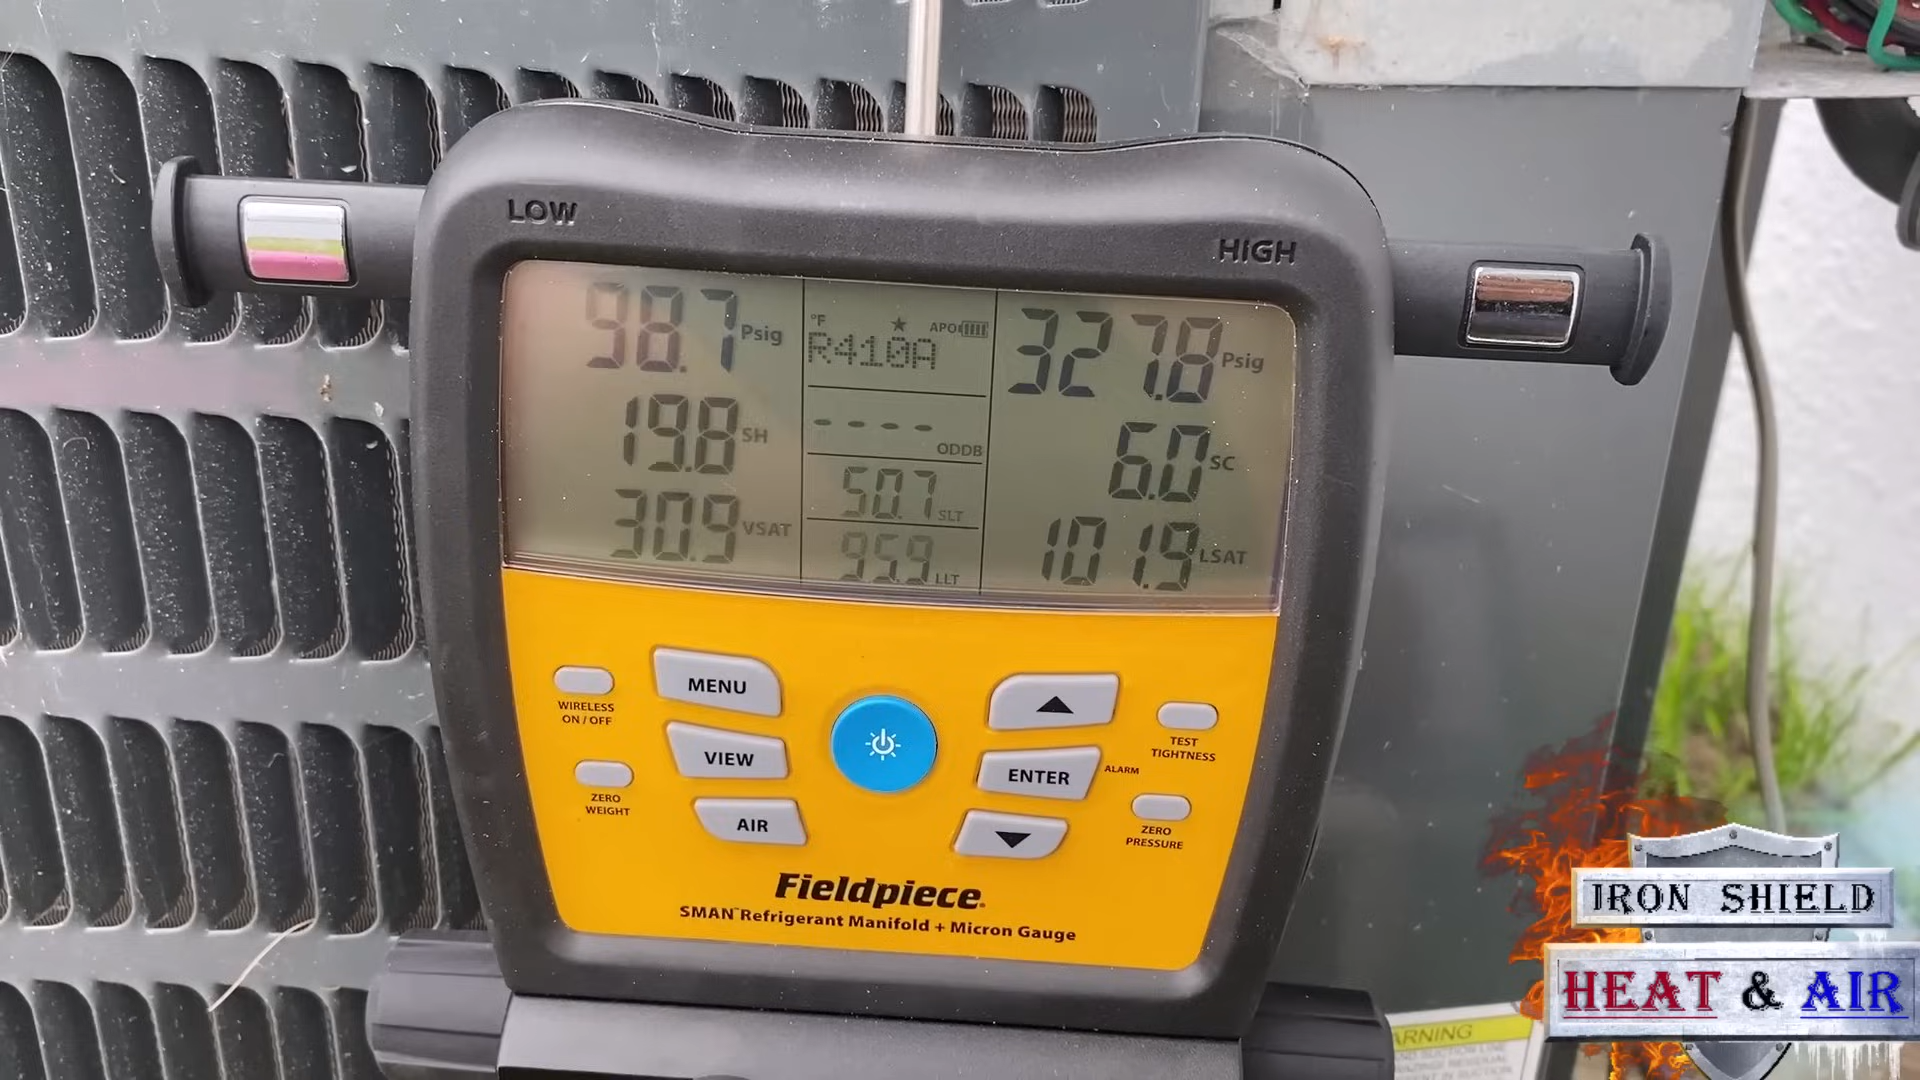 LOW
HIGH
98.7 Psig
°F
APO
R410A
327.8 Psig
19.8 SH
----
ODDB
6.0 SC
30.9 VSAT
50.7 SLT
95.9 LLT
101.9 LSAT
WIRELESS
ON / OFF
MENU
VIEW
ZERO
WEIGHT
AIR
ENTER
ALARM
TEST
TIGHTNESS
ZERO
PRESSURE
Fieldpiece
SMAN™ Refrigerant Manifold + Micron Gauge
IRON SHIELD
HEAT & AIR